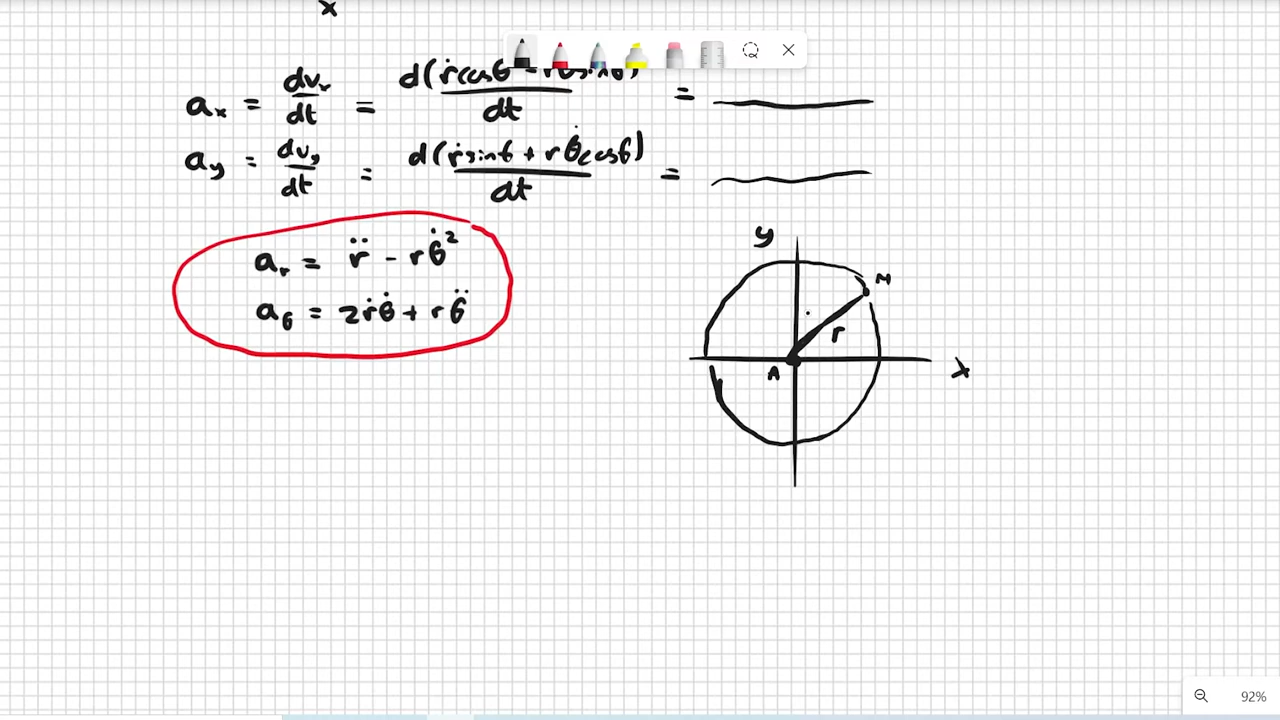 x
aₓ = dvₓ/dt = d(ṙcosθ - rθ̇sinθ)/dt =
a_y = dv_y/dt = d(ṙsinθ + rθ̇cosθ)/dt =
a_r = r̈ - rθ̇²
a_θ = 2ṙθ̇ + rθ̈
y
M
r
A
x
92%